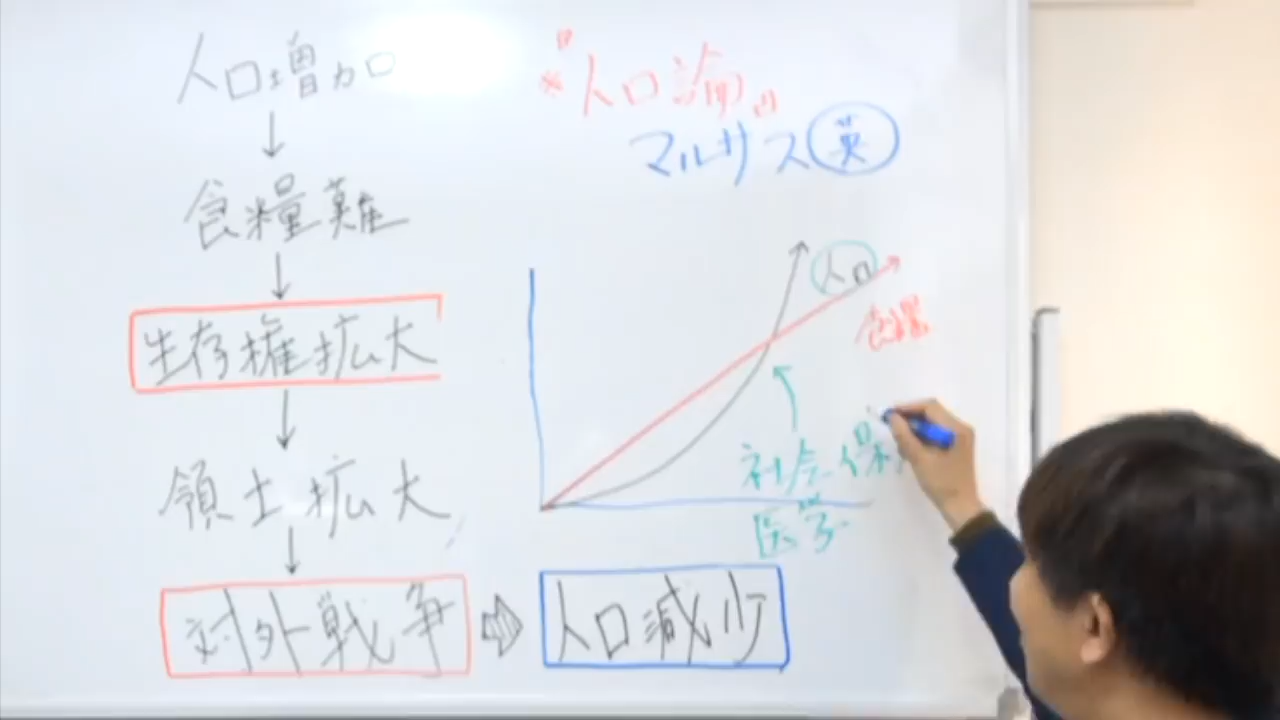 人口増加
↓
食糧難
↓
生存権拡大
↓
領土拡大
↓
対外戦争 ⇨ 人口減少
※『人口論』
マルサス 英
人口
食糧
社会保
医学